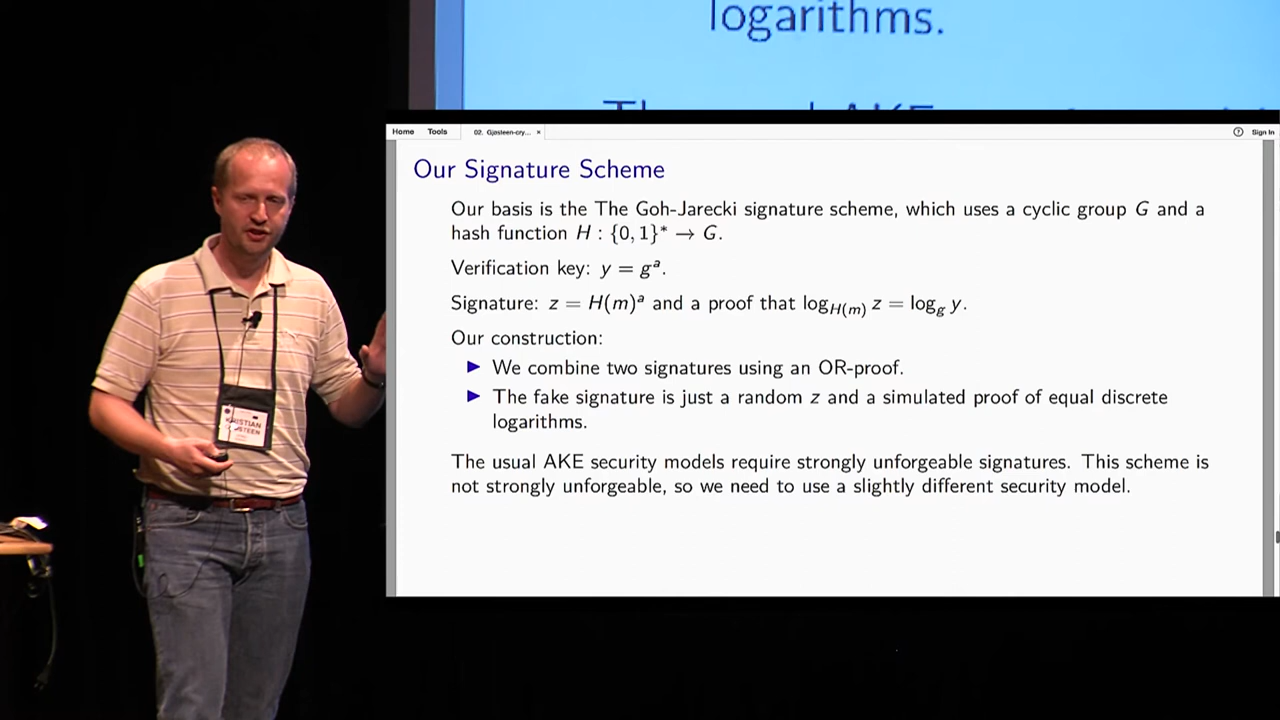 logarithms.
Home Tools 02. Gjøsteen-cry... × Sign In
Our Signature Scheme
Our basis is the The Goh-Jarecki signature scheme, which uses a cyclic group G and a
hash function H : {0, 1}* → G.
Verification key: y = gᵃ.
Signature: z = H(m)ᵃ and a proof that log_H(m) z = log_g y.
Our construction:
▶ We combine two signatures using an OR-proof.
▶ The fake signature is just a random z and a simulated proof of equal discrete
logarithms.
The usual AKE security models require strongly unforgeable signatures. This scheme is
not strongly unforgeable, so we need to use a slightly different security model.